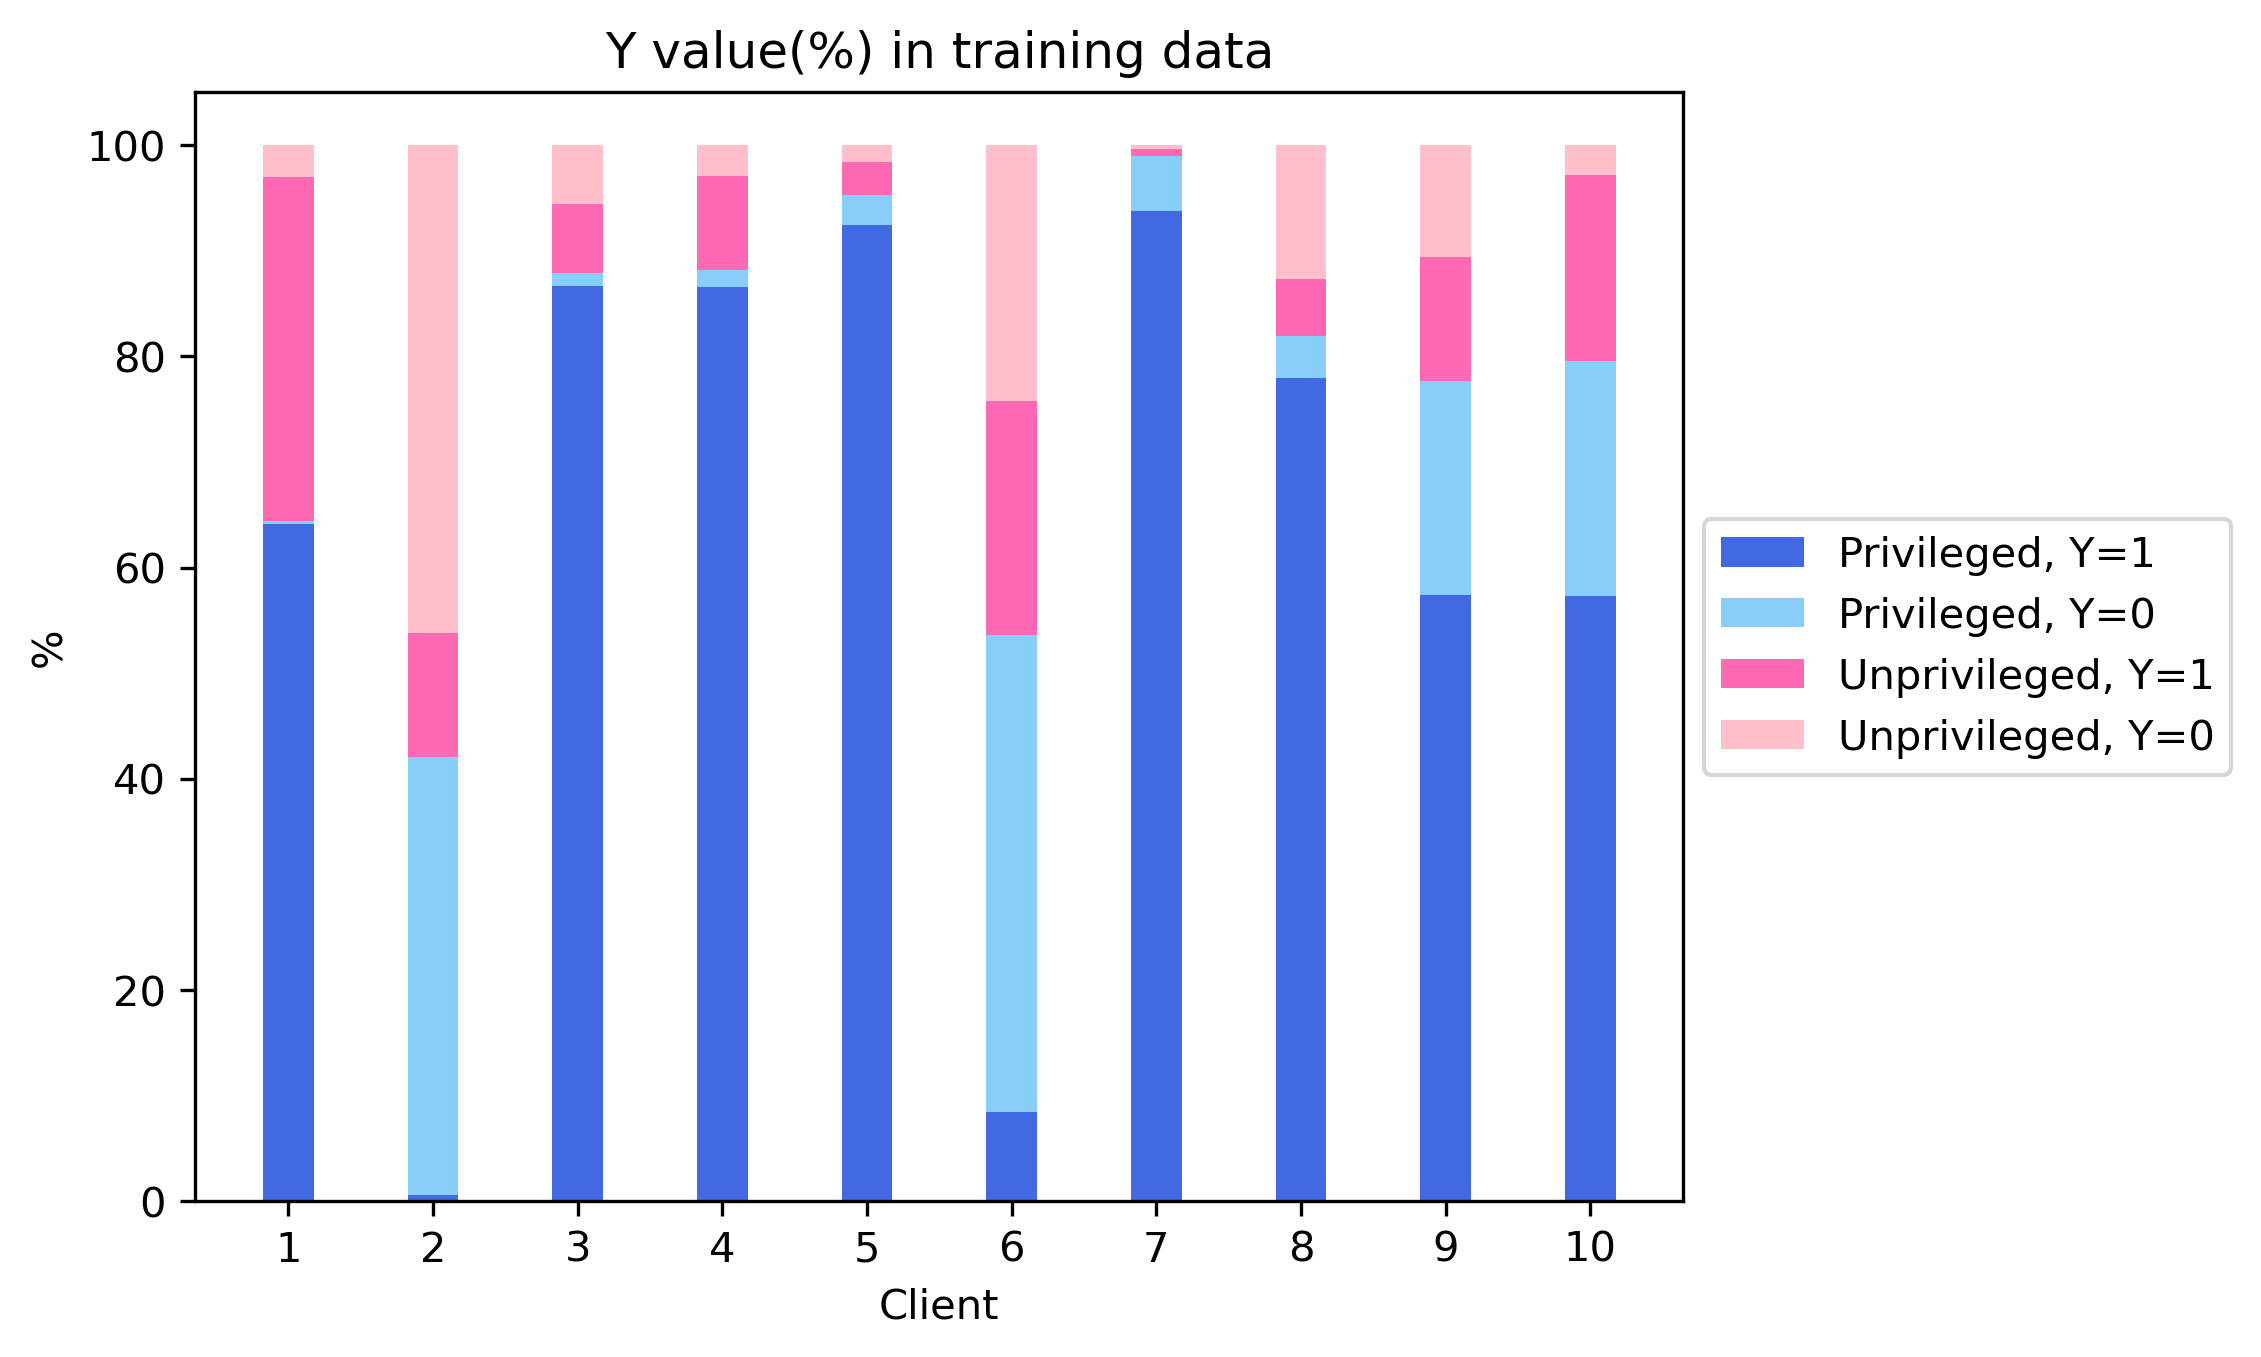 Y value(%) in training data
100
80
60
40
20
0
%
1 2 3 4 5 6 7 8 9 10
Client
Privileged, Y=1
Privileged, Y=0
Unprivileged, Y=1
Unprivileged, Y=0